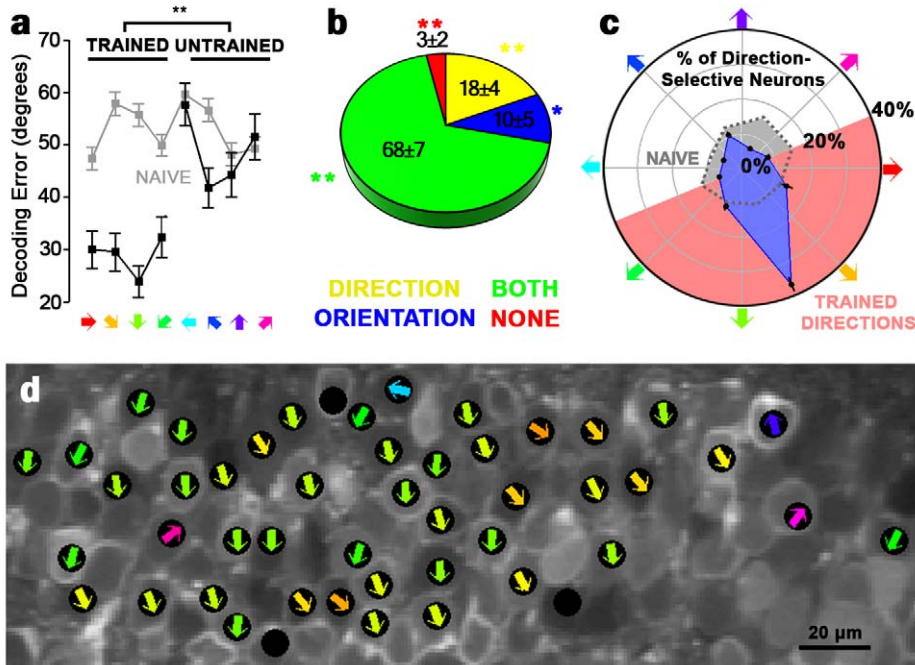 a
**
TRAINED UNTRAINED
70
60
50
40
30
20
Decoding Error (degrees)
NAIVE
b
**
3±2
**
18±4
*
10±5
68±7
**
DIRECTION BOTH
ORIENTATION NONE
c
% of Direction-
Selective Neurons
40%
20%
0%
NAIVE
TRAINED
DIRECTIONS
d
20 µm